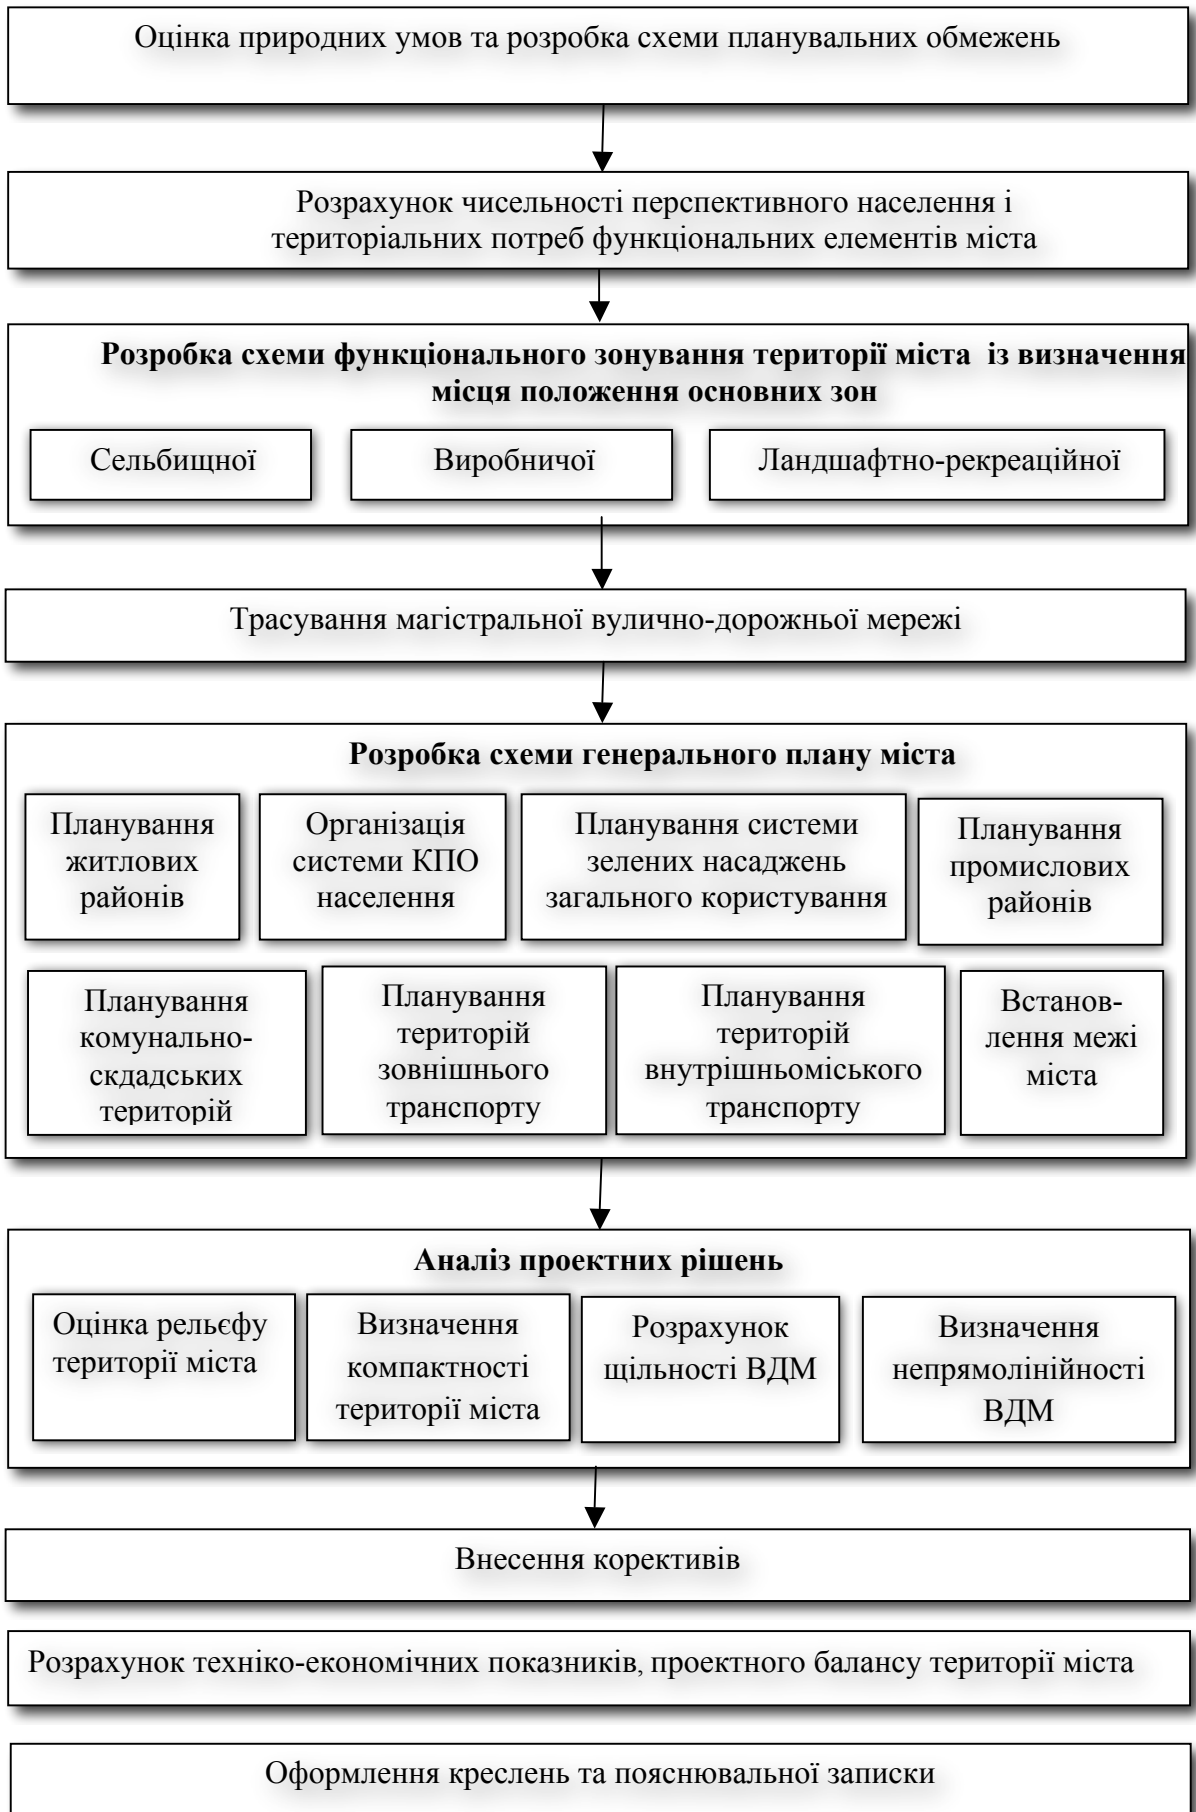 Оцінка природних умов та розробка схеми планувальних обмежень
Розрахунок чисельності перспективного населення і
територіальних потреб функціональних елементів міста
Розробка схеми функціонального зонування території міста із визначення
місця положення основних зон
Сельбищної
Виробничої
Ландшафтно-рекреаційної
Трасування магістральної вулично-дорожньої мережі
Розробка схеми генерального плану міста
Планування
житлових
районів
Організація
системи КПО
населення
Планування системи
зелених насаджень
загального користування
Планування
промислових
районів
Планування
комунально-
скдадських
територій
Планування
територій
зовнішнього
транспорту
Планування
територій
внутрішньоміського
транспорту
Встанов-
лення межі
міста
Аналіз проектних рішень
Оцінка рельєфу
території міста
Визначення
компактності
території міста
Розрахунок
щільності ВДМ
Визначення
непрямолінійності
ВДМ
Внесення корективів
Розрахунок техніко-економічних показників, проектного балансу території міста
Оформлення креслень та пояснювальної записки